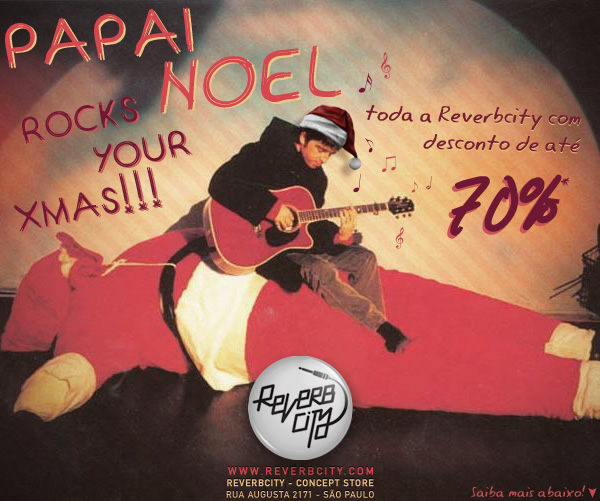 PAPAI
NOEL
ROCKS
YOUR
XMAS!!!
toda a Reverbcity com
desconto de até
70%*
REVERB
CITY
WWW.REVERBCITY.COM
REVERBCITY - CONCEPT STORE
RUA AUGUSTA 2171 - SÃO PAULO
Saiba mais abaixo!